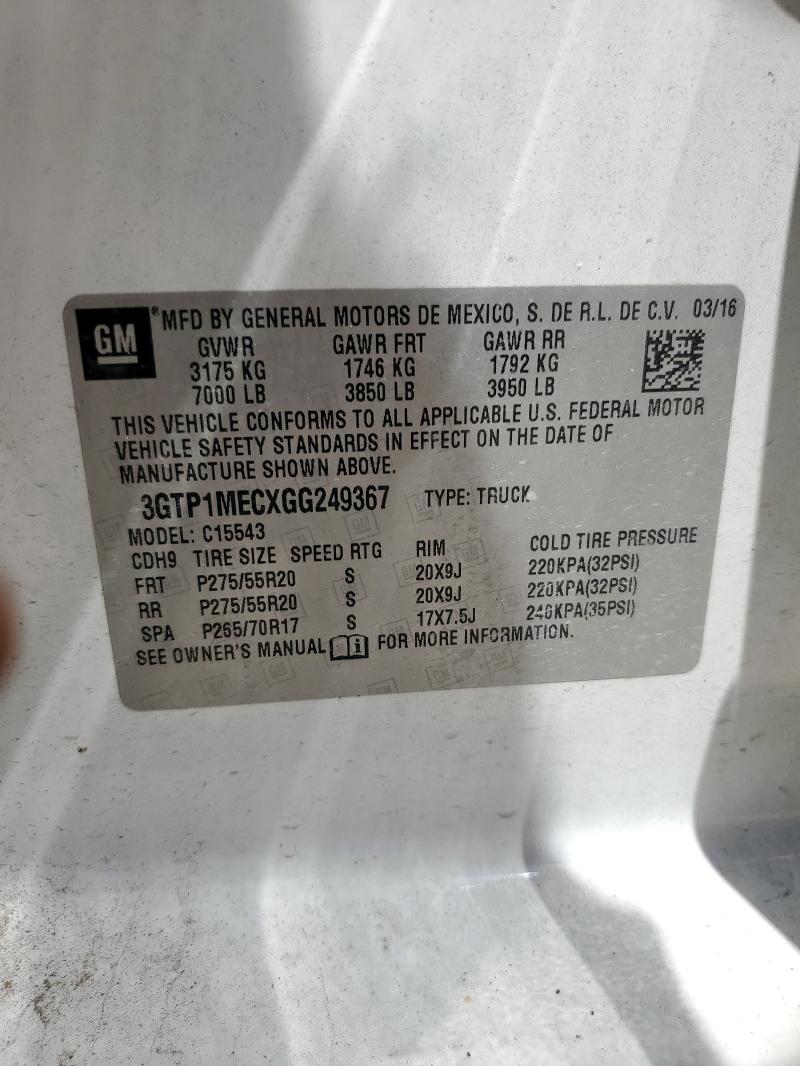 GM ®MFD BY GENERAL MOTORS DE MEXICO, S. DE R.L. DE C.V. 03/16
GVWR GAWR FRT GAWR RR
3175 KG 1746 KG 1792 KG
7000 LB 3850 LB 3950 LB
THIS VEHICLE CONFORMS TO ALL APPLICABLE U.S. FEDERAL MOTOR
VEHICLE SAFETY STANDARDS IN EFFECT ON THE DATE OF
MANUFACTURE SHOWN ABOVE.
3GTP1MECXGG249367 TYPE: TRUCK
MODEL: C15543
CDH9 TIRE SIZE SPEED RTG RIM COLD TIRE PRESSURE
FRT P275/55R20 S 20X9J 220KPA(32PSI)
RR P275/55R20 S 20X9J 220KPA(32PSI)
SPA P265/70R17 S 17X7.5J 240KPA(35PSI)
SEE OWNER'S MANUAL i FOR MORE INFORMATION.